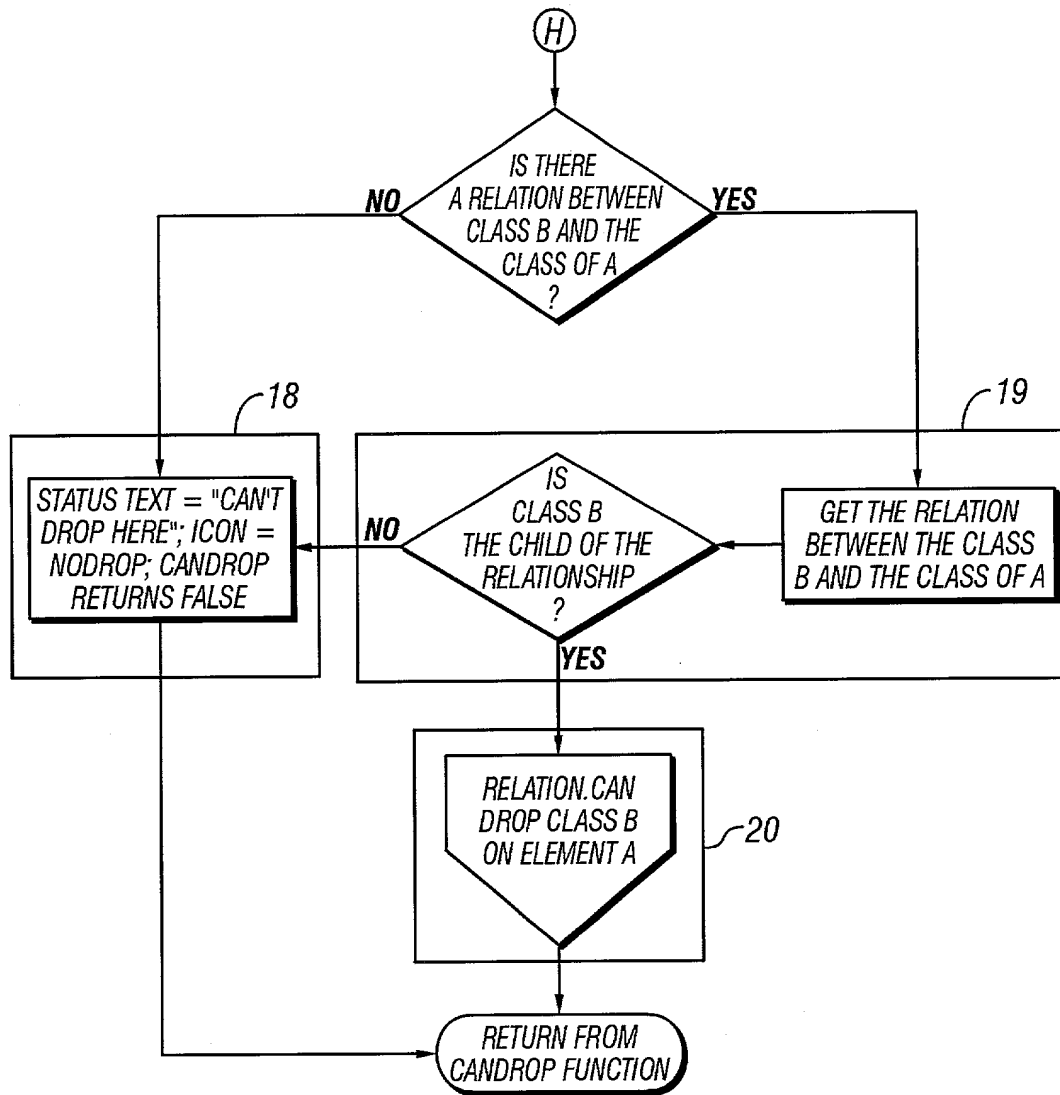 H
IS THERE
A RELATION BETWEEN
CLASS B AND THE
CLASS OF A
?
NO
YES
18
19
STATUS TEXT = "CAN'T
DROP HERE"; ICON =
NODROP; CANDROP
RETURNS FALSE
NO
IS
CLASS B
THE CHILD OF THE
RELATIONSHIP
?
YES
GET THE RELATION
BETWEEN THE CLASS
B AND THE CLASS OF A
RELATION.CAN
DROP CLASS B
ON ELEMENT A
20
RETURN FROM
CANDROP FUNCTION